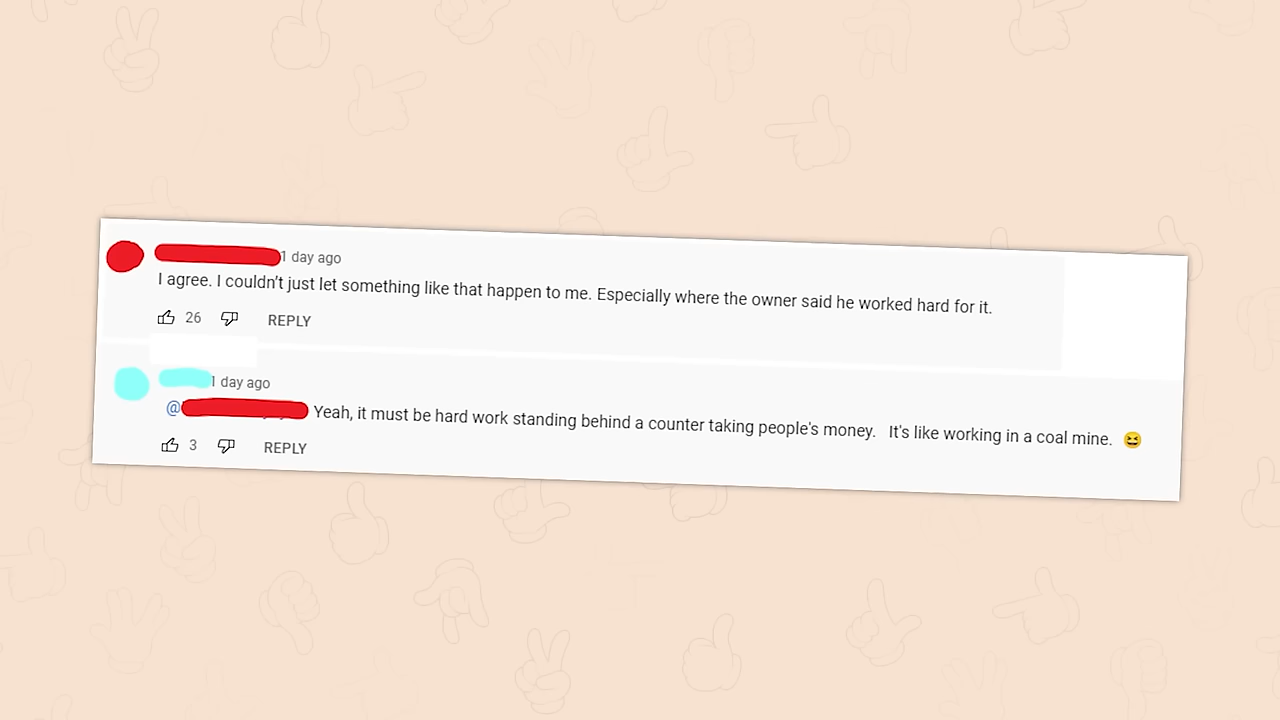 1 day ago
I agree. I couldn't just let something like that happen to me. Especially where the owner said he worked hard for it.
26 REPLY
1 day ago
@ Yeah, it must be hard work standing behind a counter taking people's money. It's like working in a coal mine. 😆
3 REPLY